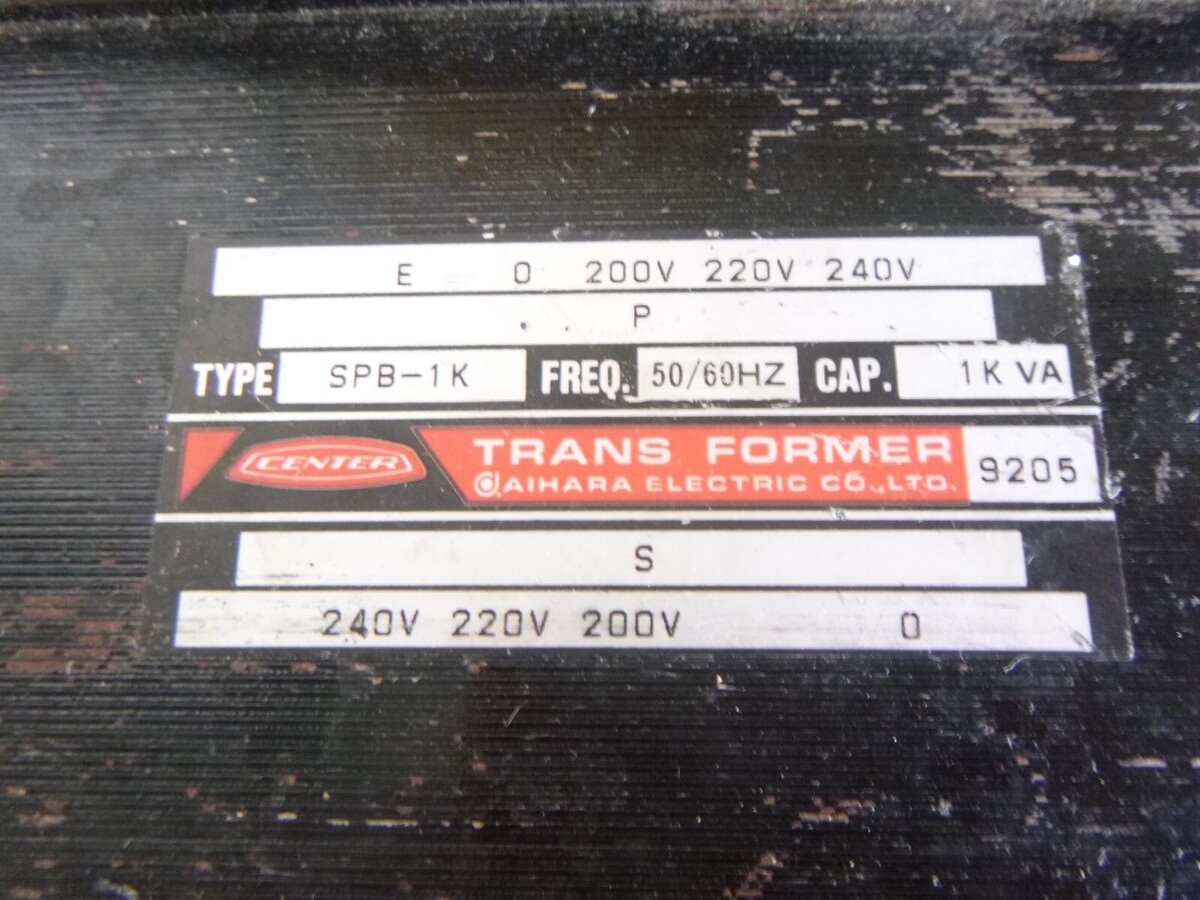 E 0 200V 220V 240V
P
TYPE SPB-1K FREQ. 50/60HZ CAP. 1K VA
CENTER TRANS FORMER 9205
AIHARA ELECTRIC CO.,LTD.
S
240V 220V 200V 0